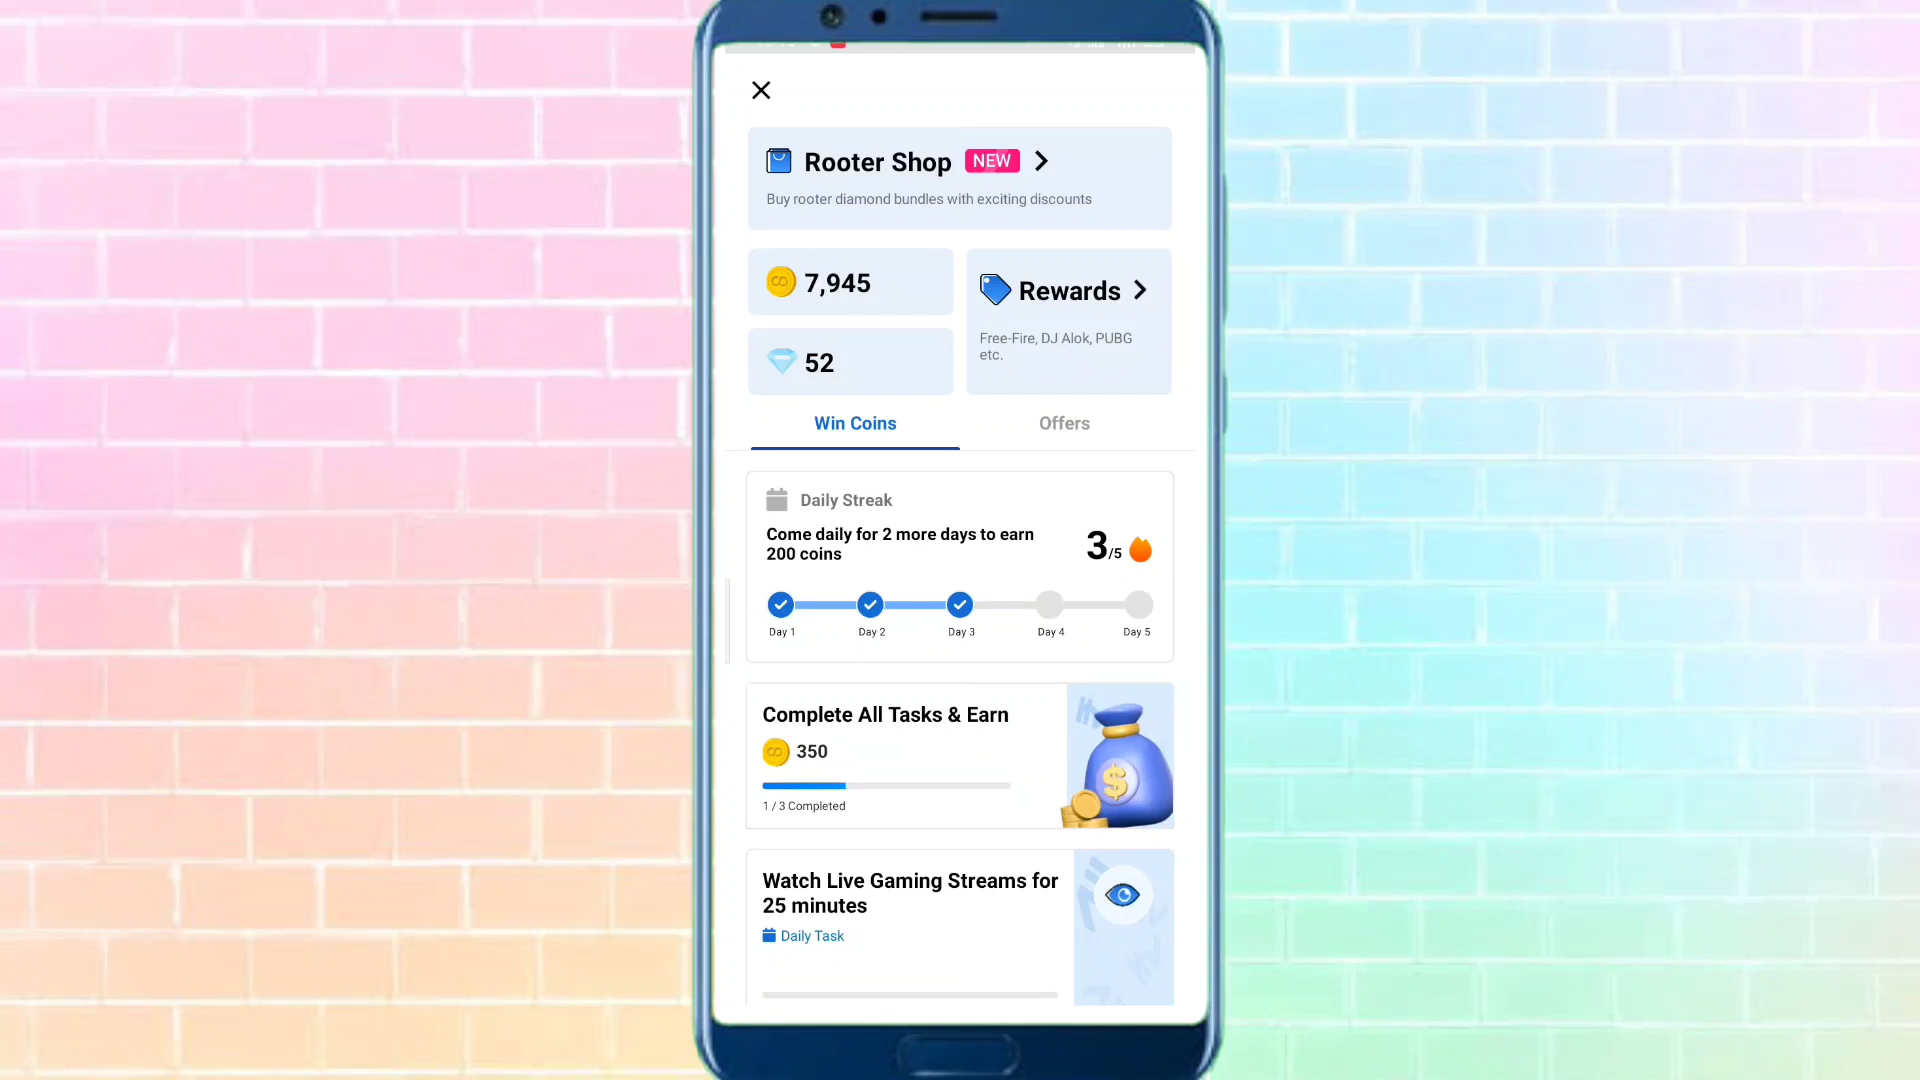 Rooter Shop NEW
Buy rooter diamond bundles with exciting discounts
7,945
Rewards
Free-Fire, DJ Alok, PUBG
etc.
52
Win Coins Offers
Daily Streak
Come daily for 2 more days to earn
200 coins
3/5
Day 1 Day 2 Day 3 Day 4 Day 5
Complete All Tasks & Earn
350
1 / 3 Completed
$
Watch Live Gaming Streams for
25 minutes
Daily Task